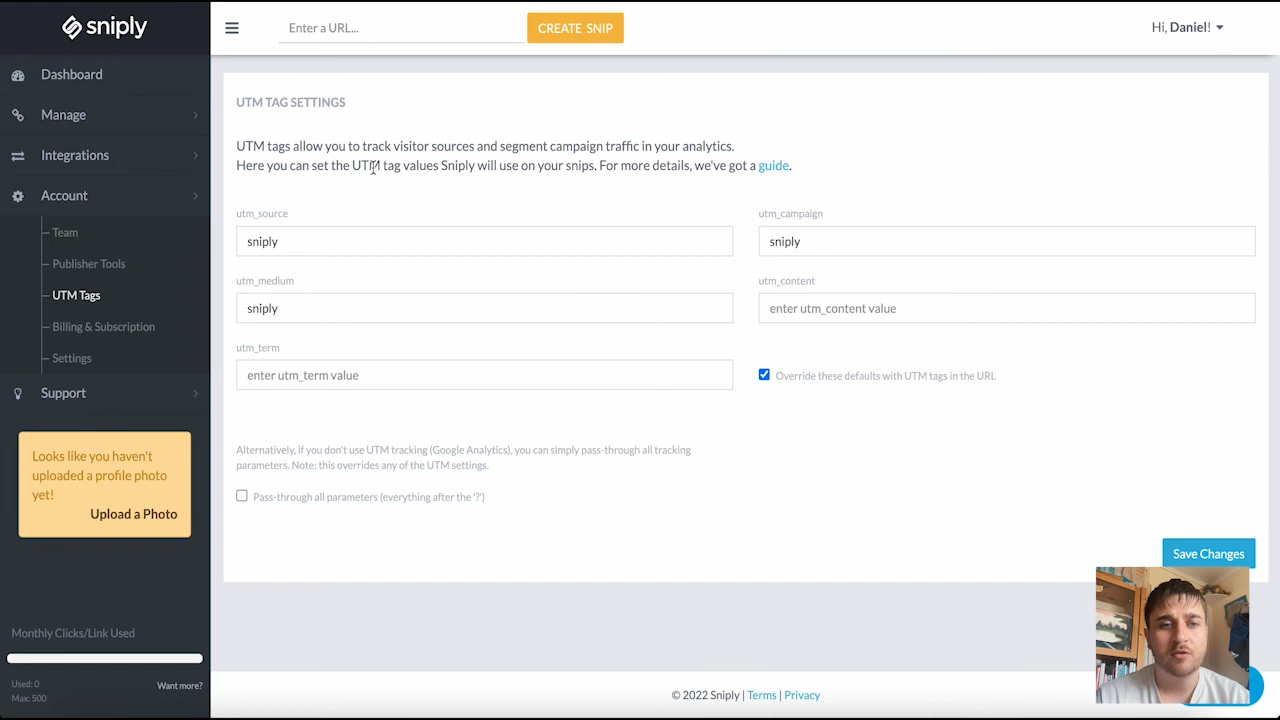 sniply
Enter a URL...
CREATE SNIP
Hi, Daniel!
Dashboard
Manage
Integrations
Account
Team
Publisher Tools
UTM Tags
Billing & Subscription
Settings
Support
Looks like you haven't
uploaded a profile photo
yet!
Upload a Photo
Monthly Clicks/Link Used
Used: 0
Max: 500
Want more?
UTM TAG SETTINGS
UTM tags allow you to track visitor sources and segment campaign traffic in your analytics.
Here you can set the UTM tag values Sniply will use on your snips. For more details, we've got a guide.
utm_source
sniply
utm_campaign
sniply
utm_medium
sniply
utm_content
enter utm_content value
utm_term
enter utm_term value
Override these defaults with UTM tags in the URL
Alternatively, if you don't use UTM tracking (Google Analytics), you can simply pass-through all tracking
parameters. Note: this overrides any of the UTM settings.
Pass-through all parameters (everything after the '?')
Save Changes
© 2022 Sniply | Terms | Privacy